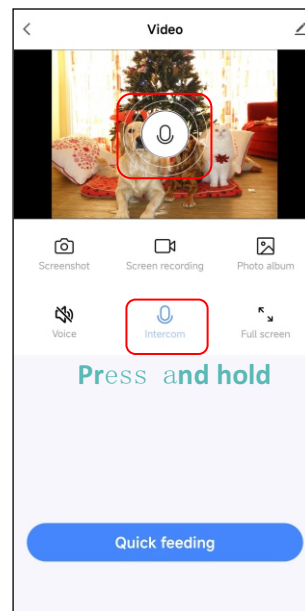 Video
Screenshot Screen recording Photo album
Voice Intercom Full screen
Press and hold
Quick feeding